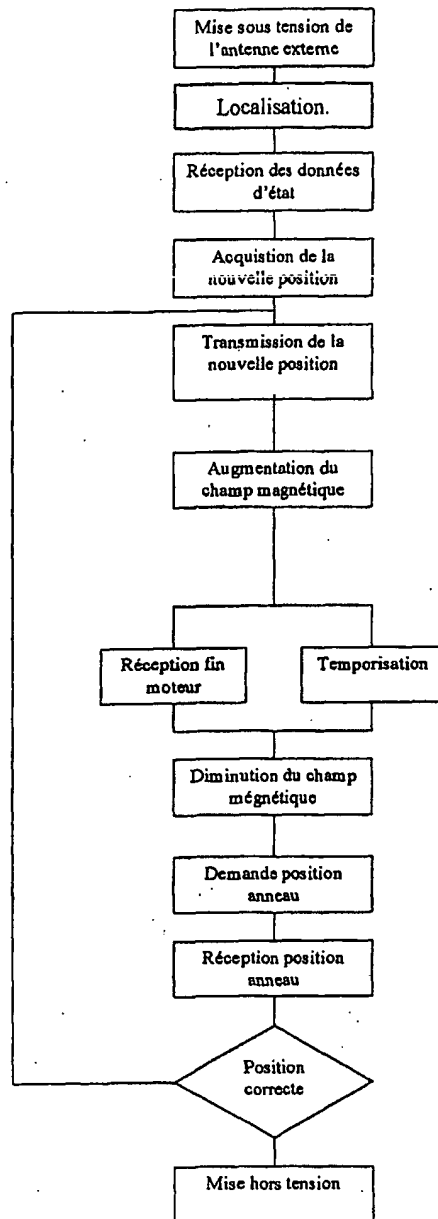 Mise sous tension de
l'antenne externe
Localisation.
Réception des données
d'état
Acquistion de la
nouvelle position
Transmission de la
nouvelle position
Augmentation du
champ magnétique
Réception fin
moteur
Temporisation
Diminution du champ
mégnétique
Demande position
anneau
Réception position
anneau
Position
correcte
Mise hors tension